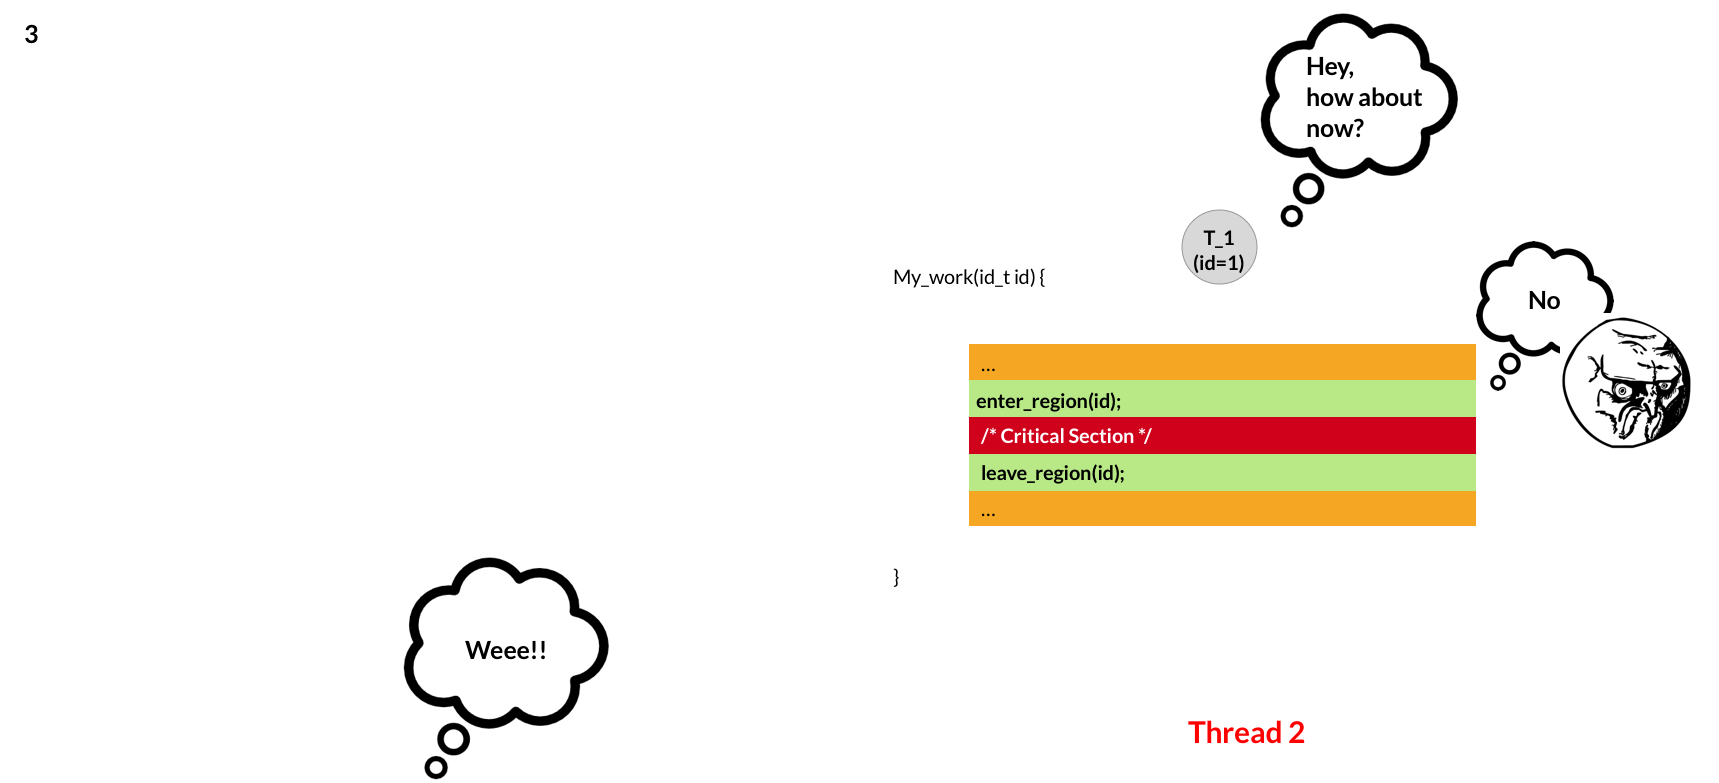 3
Hey,
how about
now?
T_1
(id=1)
My_work(id_t id) {
No
...
enter_region(id);
/* Critical Section */
leave_region(id);
...
}
Weee!!
Thread 2